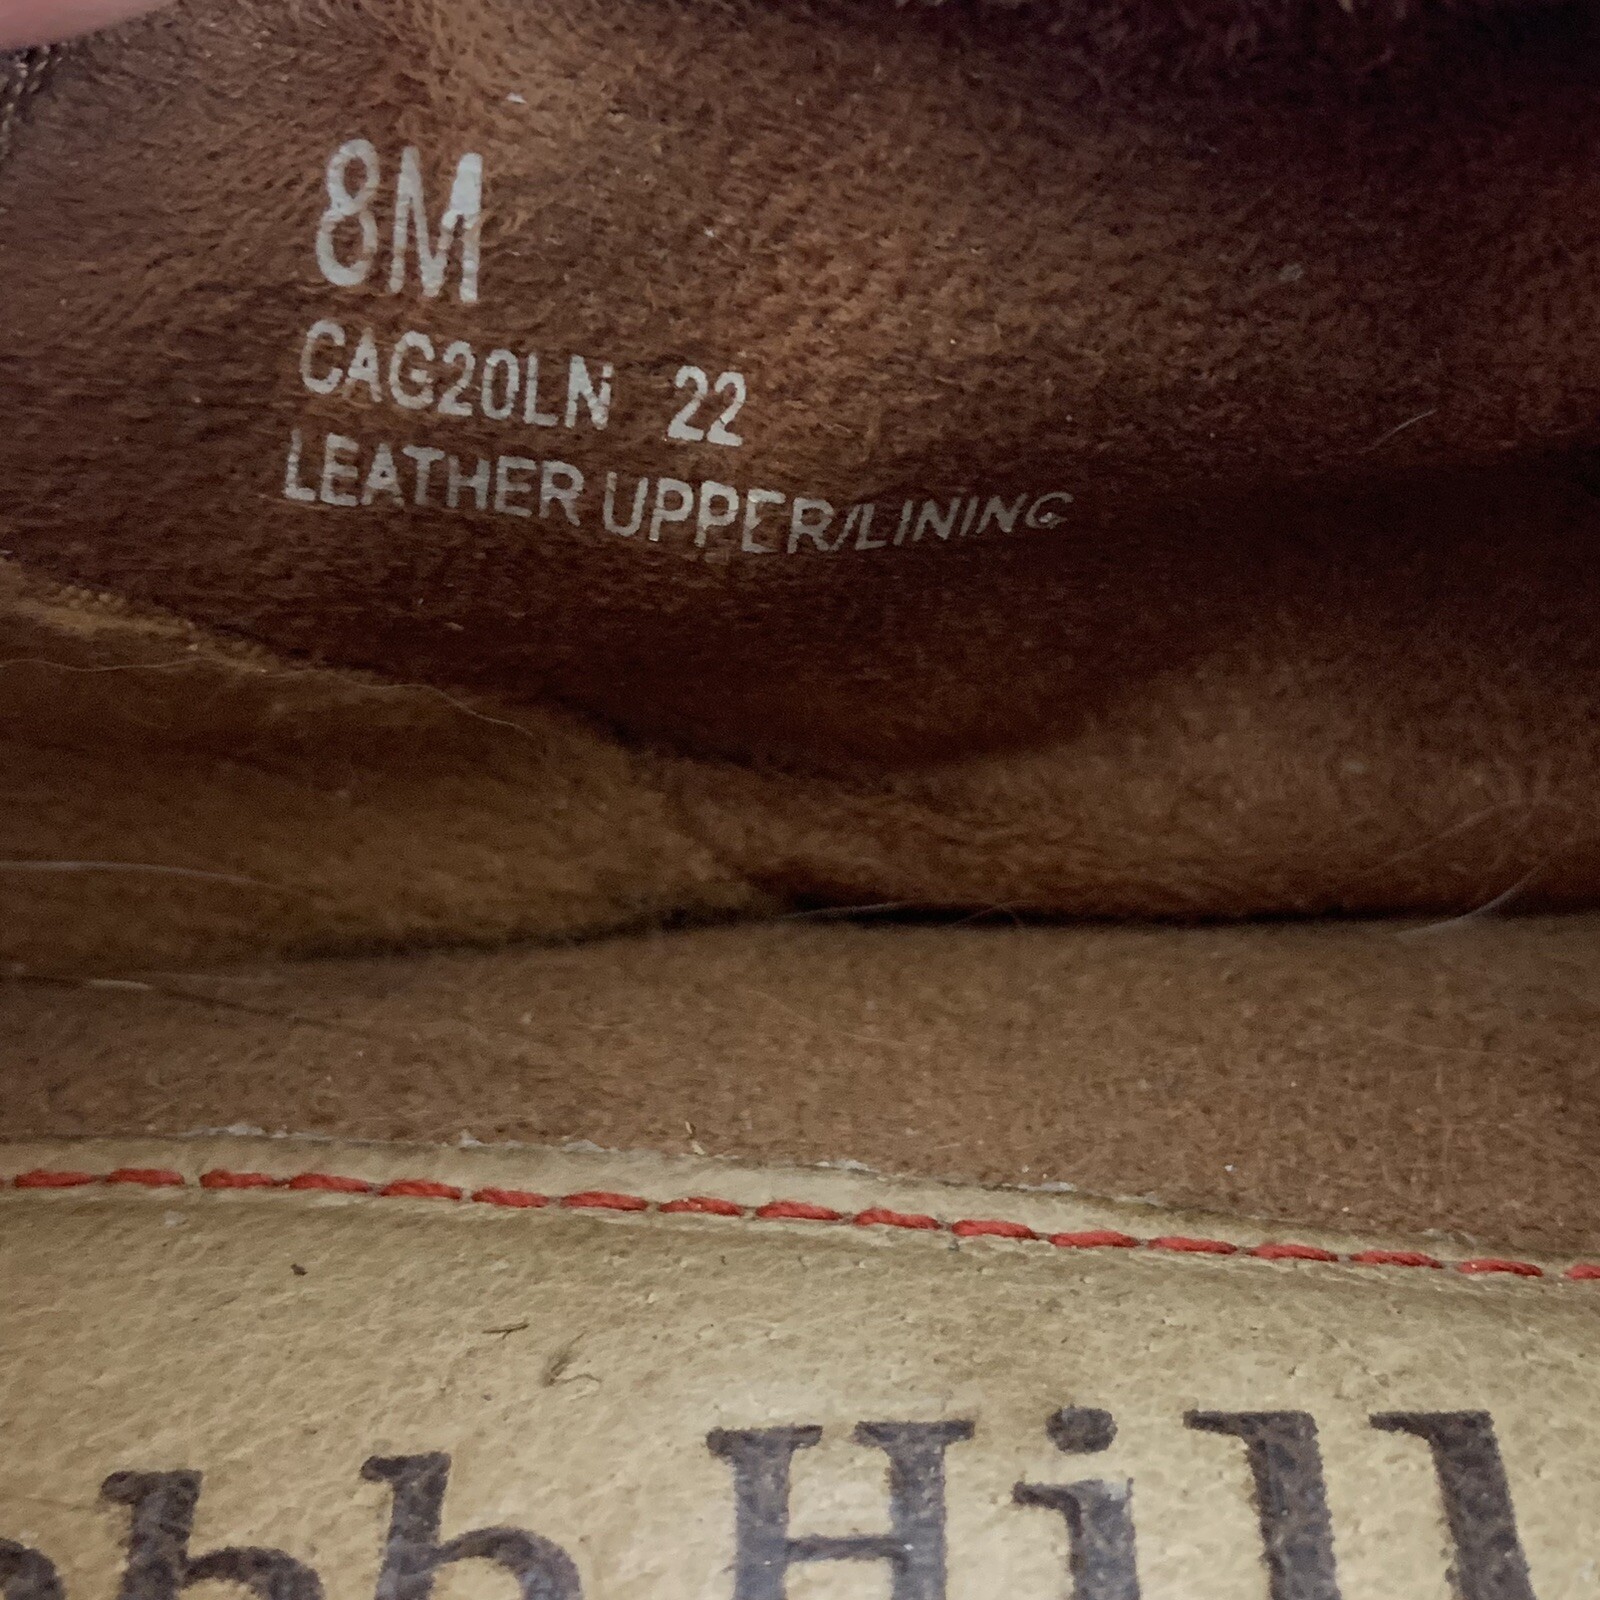 8M
CAG20LN 22
LEATHER UPPER/LINING
Hill